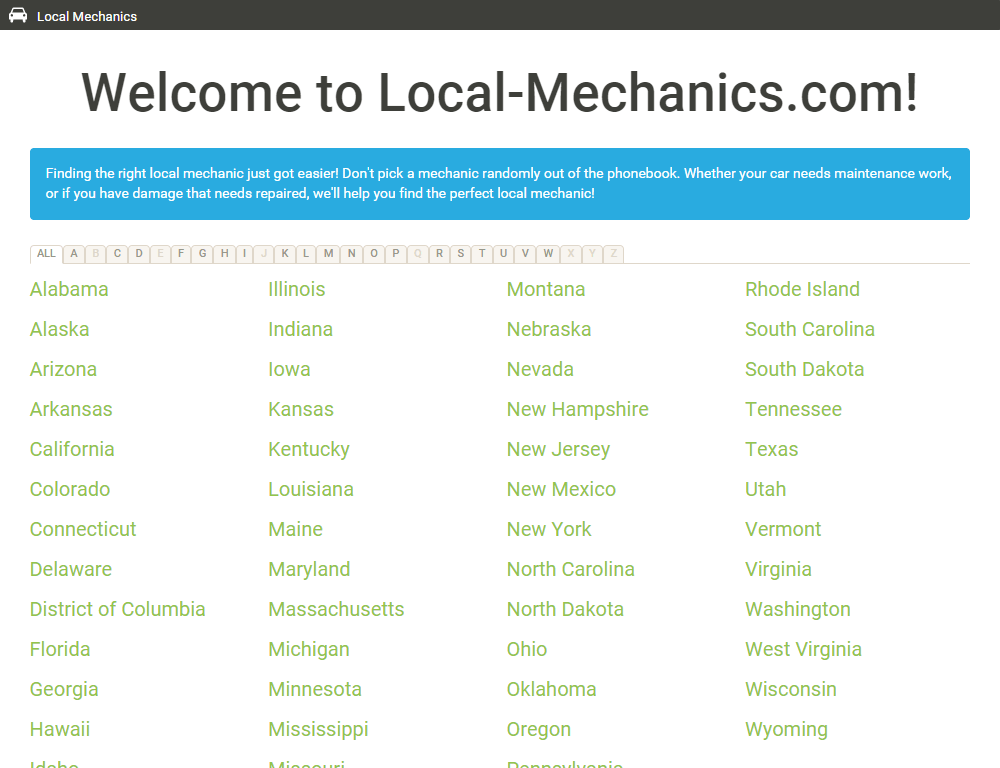 Local Mechanics
Welcome to Local-Mechanics.com!
Finding the right local mechanic just got easier! Don't pick a mechanic randomly out of the phonebook. Whether your car needs maintenance work,
or if you have damage that needs repaired, we'll help you find the perfect local mechanic!
ALL A B C D E F G H I J K L M N O P Q R S T U V W X Y Z
Alabama
Alaska
Arizona
Arkansas
California
Colorado
Connecticut
Delaware
District of Columbia
Florida
Georgia
Hawaii
Idaho
Illinois
Indiana
Iowa
Kansas
Kentucky
Louisiana
Maine
Maryland
Massachusetts
Michigan
Minnesota
Mississippi
Missouri
Montana
Nebraska
Nevada
New Hampshire
New Jersey
New Mexico
New York
North Carolina
North Dakota
Ohio
Oklahoma
Oregon
Pennsylvania
Rhode Island
South Carolina
South Dakota
Tennessee
Texas
Utah
Vermont
Virginia
Washington
West Virginia
Wisconsin
Wyoming